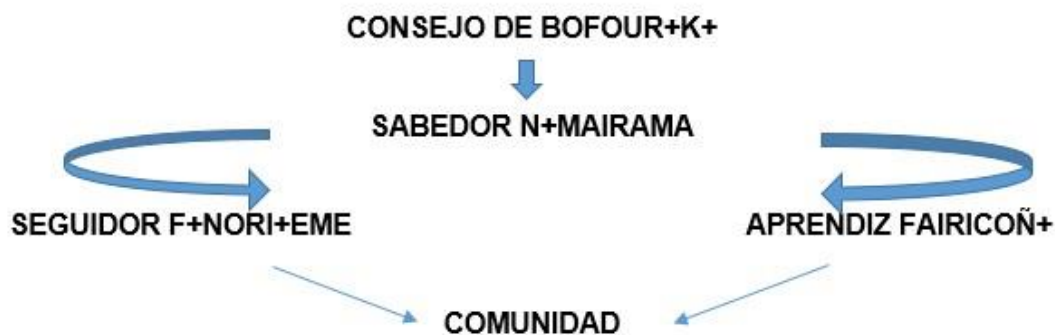 CONSEJO DE BOFOUR+K+
SABEDOR N+MAIRAMA
SEGUIDOR F+NORI+EME
APRENDIZ FAIRICOÑ+
COMUNIDAD